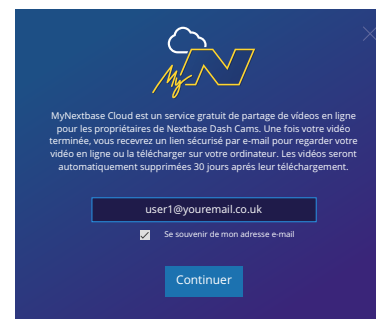 My N
MyNextbase Cloud est un service gratuit de partage de vídeos en ligne
pour les propriétaires de Nextbase Dash Cams. Une fois votre vidéo
terminée, vous recevrez un lien sécurisé par e-mail pour regarder votre
vidéo en ligne ou la télécharger sur votre ordinateur. Les vidéos seront
automatiquement supprimées 30 jours aprés leur téléchargement.
user1@youremail.co.uk
Se souvenir de mon adresse e-mail
Continuer